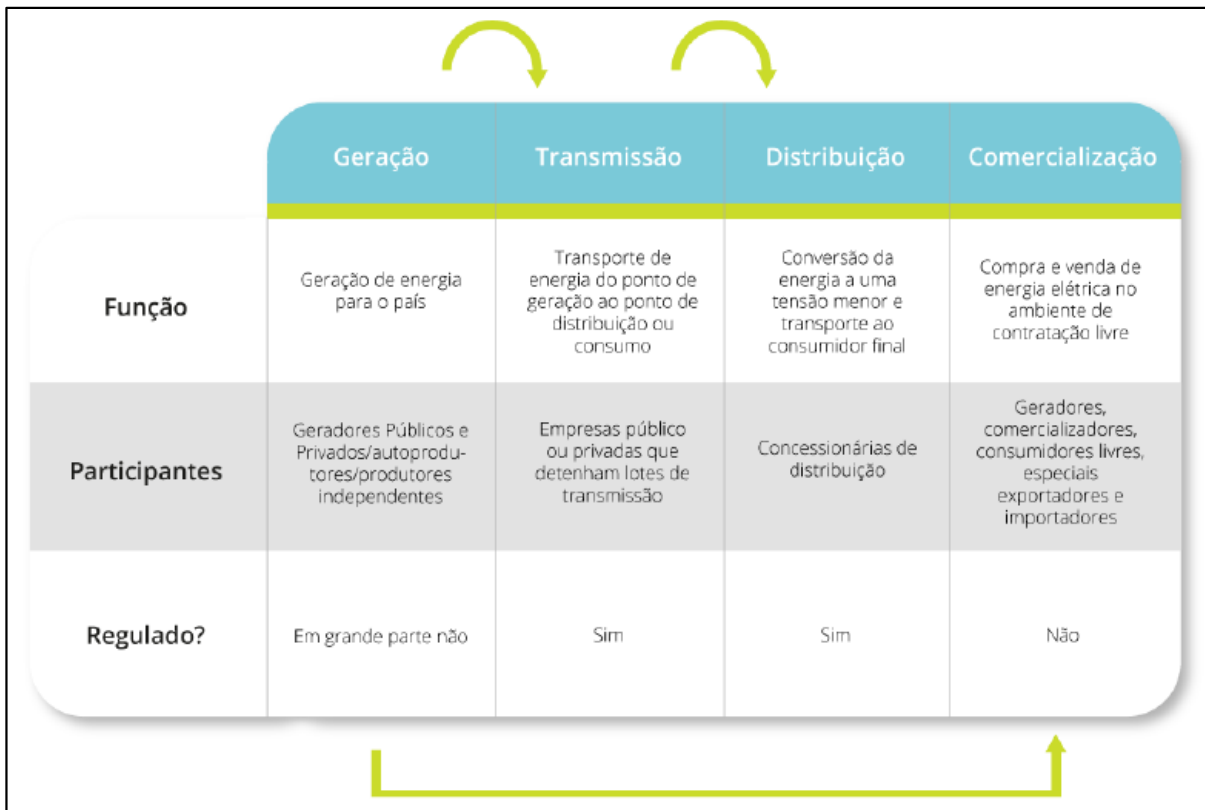 Geração
Transmissão
Distribuição
Comercialização
Função
Geração de energia
para o país
Transporte de
energia do ponto de
geração ao ponto de
distribuição ou
consumo
Conversão da
energia a uma
tensão menor e
transporte ao
consumidor final
Compra e venda de
energia elétrica no
ambiente de
contratação livre
Participantes
Geradores Públicos e
Privados/autoprodu-
tores/produtores
independentes
Empresas público
ou privadas que
detenham lotes de
transmissão
Concessionárias de
distribuição
Geradores,
comercializadores,
consumidores livres,
especiais
exportadores e
importadores
Regulado?
Em grande parte não
Sim
Sim
Não